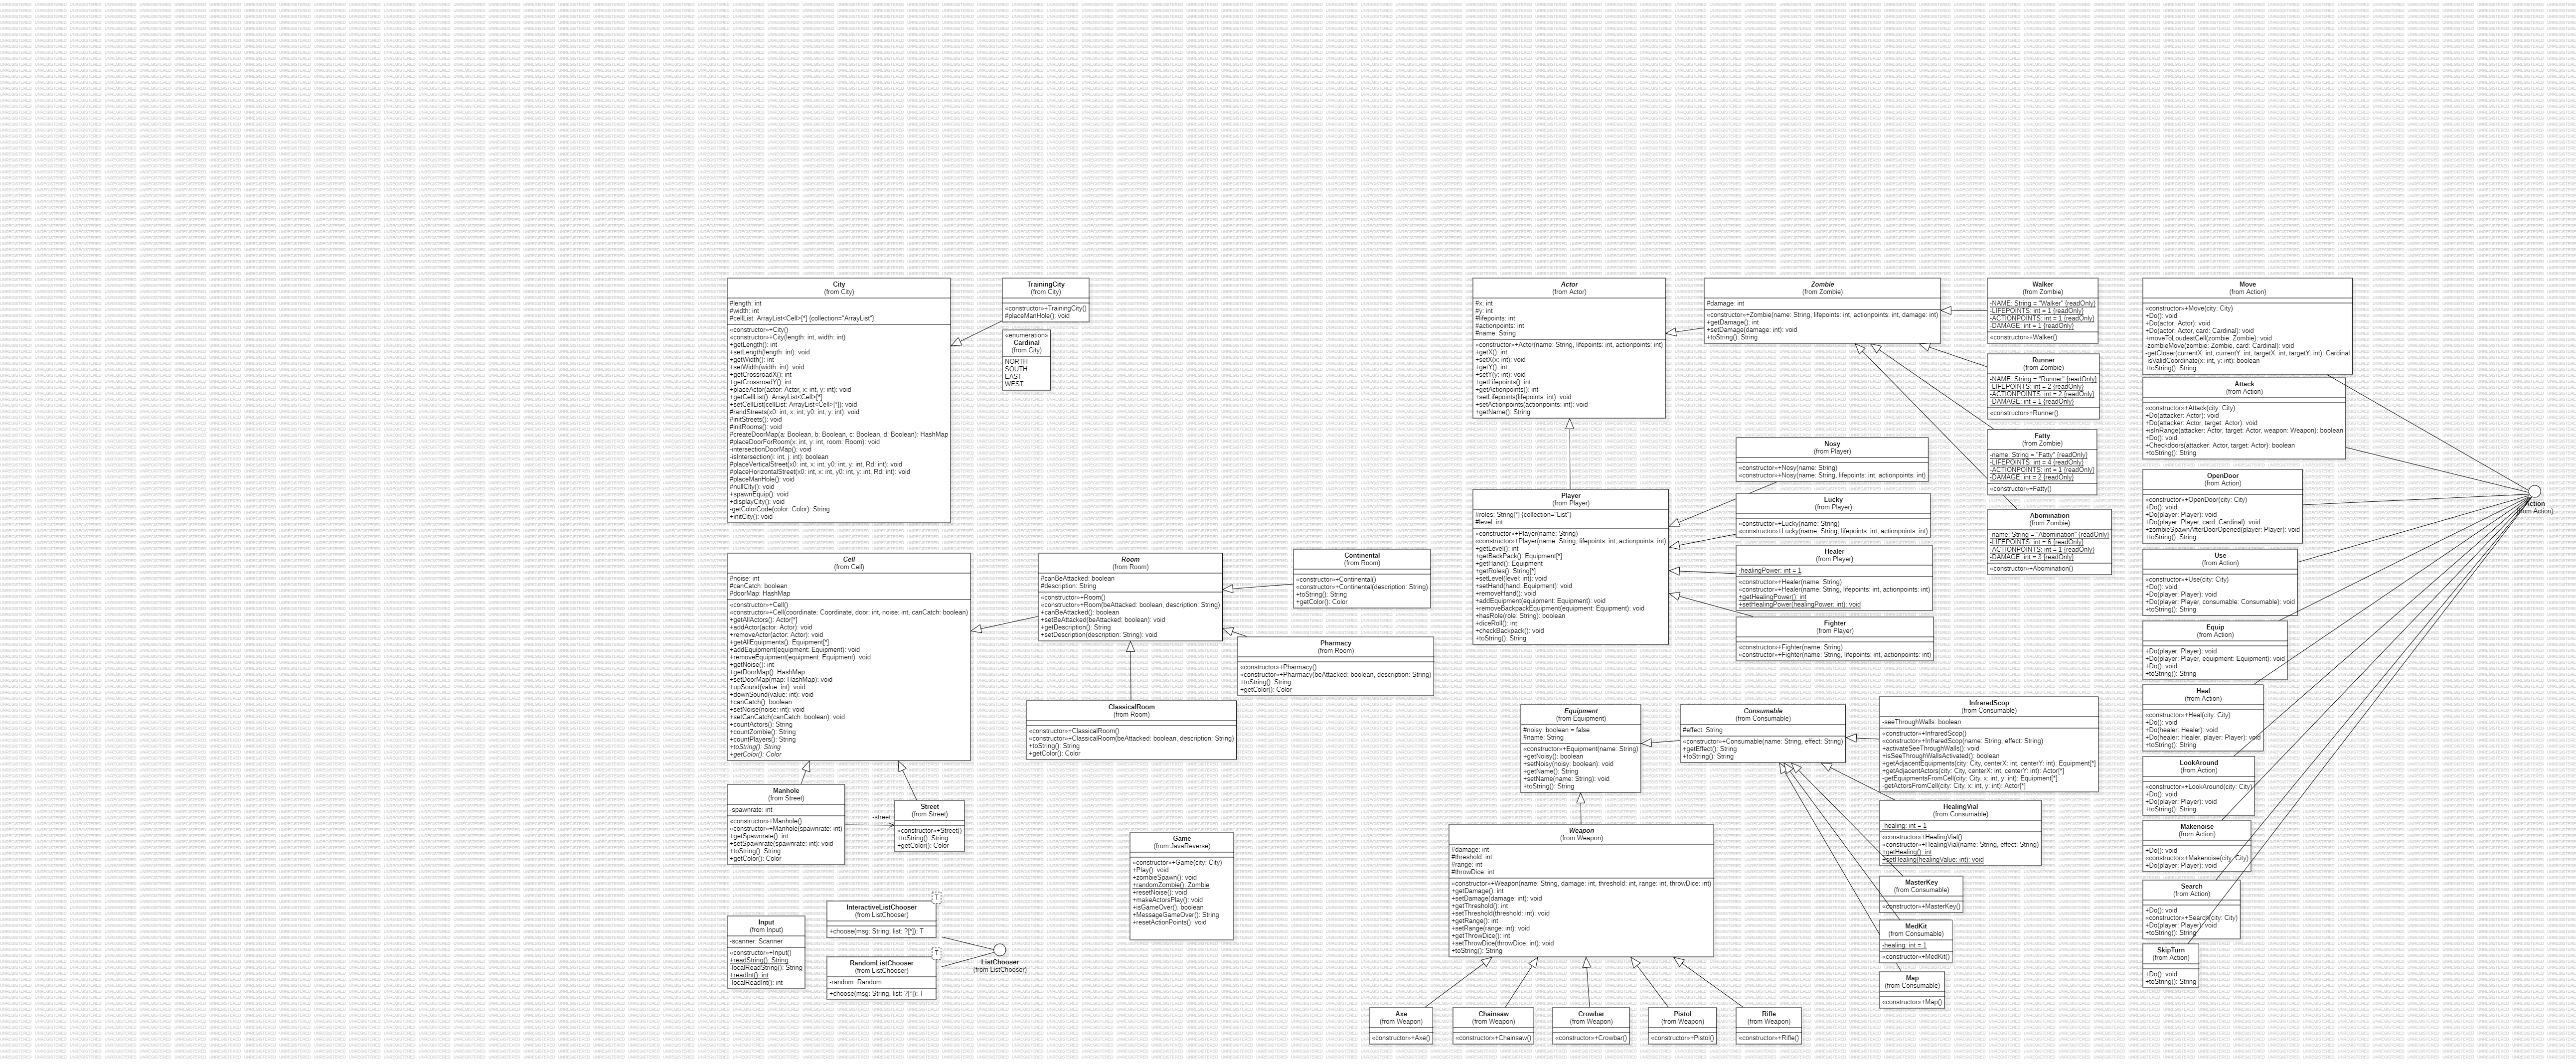 City
(from City)
#length: int
#width: int
#cellList: ArrayList<Cell>[*] {collection="ArrayList"}
«constructor»+City()
«constructor»+City(length: int, width: int)
+getLength(): int
+setLength(length: int): void
+getWidth(): int
+setWidth(width: int): void
+getCrossroadX(): int
+getCrossroadY(): int
+placeActor(actor: Actor, x: int, y: int): void
+getCellList(): ArrayList<Cell>[*]
+setCellList(cellList: ArrayList<Cell>[*]): void
#randStreets(x0: int, x: int, y0: int, y: int): void
#initStreets(): void
#initRooms(): void
#createDoorMap(a: Boolean, b: Boolean, c: Boolean, d: Boolean): HashMap
#placeDoorForRoom(x: int, y: int, room: Room): void
-intersectionDoorMap(): void
-isIntersection(i: int, j: int): boolean
#placeVerticalStreet(x0: int, x: int, y0: int, y: int, Rd: int): void
#placeHorizontalStreet(x0: int, x: int, y0: int, y: int, Rd: int): void
#placeManHole(): void
#nullCity(): void
+spawnEquip(): void
+displayCity(): void
-getColorCode(color: Color): String
+initCity(): void
TrainingCity
(from City)
«constructor»+TrainingCity()
#placeManHole(): void
«enumeration»
Cardinal
(from City)
NORTH
SOUTH
EAST
WEST
Cell
(from Cell)
#noise: int
#canCatch: boolean
#doorMap: HashMap
«constructor»+Cell()
«constructor»+Cell(coordinate: Coordinate, door: int, noise: int, canCatch: boolean)
+getAllActors(): Actor[*]
+addActor(actor: Actor): void
+removeActor(actor: Actor): void
+getAllEquipments(): Equipment[*]
+addEquipment(equipment: Equipment): void
+removeEquipment(equipment: Equipment): void
+getNoise(): int
+getDoorMap(): HashMap
+setDoorMap(map: HashMap): void
+upSound(value: int): void
+downSound(value: int): void
+canCatch(): boolean
+setNoise(noise: int): void
+setCanCatch(canCatch: boolean): void
+countActors(): String
+countZombie(): String
+countPlayers(): String
+toString(): String
+getColor(): Color
Room
(from Room)
#canBeAttacked: boolean
#description: String
«constructor»+Room()
«constructor»+Room(beAttacked: boolean, description: String)
+canBeAttacked(): boolean
+setBeAttacked(beAttacked: boolean): void
+getDescription(): String
+setDescription(description: String): void
Continental
(from Room)
«constructor»+Continental()
«constructor»+Continental(description: String)
+toString(): String
+getColor(): Color
Pharmacy
(from Room)
«constructor»+Pharmacy()
«constructor»+Pharmacy(beAttacked: boolean, description: String)
+toString(): String
+getColor(): Color
ClassicalRoom
(from Room)
«constructor»+ClassicalRoom()
«constructor»+ClassicalRoom(beAttacked: boolean, description: String)
+toString(): String
+getColor(): Color
Manhole
(from Street)
-spawnrate: int
«constructor»+Manhole()
«constructor»+Manhole(spawnrate: int)
+getSpawnrate(): int
+setSpawnrate(spawnrate: int): void
+toString(): String
+getColor(): Color
-street
Street
(from Street)
«constructor»+Street()
+toString(): String
+getColor(): Color
Game
(from JavaReverse)
«constructor»+Game(city: City)
+Play(): void
+zombieSpawn(): void
+randomZombie(): Zombie
+resetNoise(): void
+makeActorsPlay(): void
+isGameOver(): boolean
+MessageGameOver(): String
+resetActionPoints(): void
Input
(from Input)
-scanner: Scanner
«constructor»+Input()
+readString(): String
-localReadString(): String
+readInt(): int
-localReadInt(): int
T
InteractiveListChooser
(from ListChooser)
+choose(msg: String, list: ?[*]): T
T
RandomListChooser
(from ListChooser)
-random: Random
+choose(msg: String, list: ?[*]): T
ListChooser
(from ListChooser)
Actor
(from Actor)
#x: int
#y: int
#lifepoints: int
#actionpoints: int
#name: String
«constructor»+Actor(name: String, lifepoints: int, actionpoints: int)
+getX(): int
+setX(x: int): void
+getY(): int
+setY(y: int): void
+getLifepoints(): int
+getActionpoints(): int
+setLifepoints(lifepoints: int): void
+setActionpoints(actionpoints: int): void
+getName(): String
Zombie
(from Zombie)
#damage: int
«constructor»+Zombie(name: String, lifepoints: int, actionpoints: int, damage: int)
+getDamage(): int
+setDamage(damage: int): void
+toString(): String
Walker
(from Zombie)
-NAME: String = "Walker" {readOnly}
-LIFEPOINTS: int = 1 {readOnly}
-ACTIONPOINTS: int = 1 {readOnly}
-DAMAGE: int = 1 {readOnly}
«constructor»+Walker()
Runner
(from Zombie)
-NAME: String = "Runner" {readOnly}
-LIFEPOINTS: int = 2 {readOnly}
-ACTIONPOINTS: int = 2 {readOnly}
-DAMAGE: int = 1 {readOnly}
«constructor»+Runner()
Fatty
(from Zombie)
-name: String = "Fatty" {readOnly}
-LIFEPOINTS: int = 4 {readOnly}
-ACTIONPOINTS: int = 1 {readOnly}
-DAMAGE: int = 2 {readOnly}
«constructor»+Fatty()
Abomination
(from Zombie)
-name: String = "Abomination" {readOnly}
-LIFEPOINTS: int = 6 {readOnly}
-ACTIONPOINTS: int = 1 {readOnly}
-DAMAGE: int = 3 {readOnly}
«constructor»+Abomination()
Player
(from Player)
#roles: String[*] {collection="List"}
#level: int
«constructor»+Player(name: String)
«constructor»+Player(name: String, lifepoints: int, actionpoints: int)
+getLevel(): int
+getBackPack(): Equipment[*]
+getHand(): Equipment
+getRoles(): String[*]
+setLevel(level: int): void
+setHand(hand: Equipment): void
+removeHand(): void
+addEquipment(equipment: Equipment): void
+removeBackpackEquipment(equipment: Equipment): void
+hasRole(role: String): boolean
+diceRoll(): int
+checkBackpack(): void
+toString(): String
Nosy
(from Player)
«constructor»+Nosy(name: String)
«constructor»+Nosy(name: String, lifepoints: int, actionpoints: int)
Lucky
(from Player)
«constructor»+Lucky(name: String)
«constructor»+Lucky(name: String, lifepoints: int, actionpoints: int)
Healer
(from Player)
-healingPower: int = 1
«constructor»+Healer(name: String)
«constructor»+Healer(name: String, lifepoints: int, actionpoints: int)
+getHealingPower(): int
+setHealingPower(healingPower: int): void
Fighter
(from Player)
«constructor»+Fighter(name: String)
«constructor»+Fighter(name: String, lifepoints: int, actionpoints: int)
Equipment
(from Equipment)
#noisy: boolean = false
#name: String
«constructor»+Equipment(name: String)
+getNoisy(): boolean
+setNoisy(noisy: boolean): void
+getName(): String
+setName(name: String): void
+toString(): String
Consumable
(from Consumable)
#effect: String
«constructor»+Consumable(name: String, effect: String)
+getEffect(): String
+toString(): String
InfraredScop
(from Consumable)
-seeThroughWalls: boolean
«constructor»+InfraredScop()
«constructor»+InfraredScop(name: String, effect: String)
+activateSeeThroughWalls(): void
+isSeeThroughWallsActivated(): boolean
+getAdjacentEquipments(city: City, centerX: int, centerY: int): Equipment[*]
+getAdjacentActors(city: City, centerX: int, centerY: int): Actor[*]
-getEquipmentsFromCell(city: City, x: int, y: int): Equipment[*]
-getActorsFromCell(city: City, x: int, y: int): Actor[*]
HealingVial
(from Consumable)
-healing: int = 1
«constructor»+HealingVial()
«constructor»+HealingVial(name: String, effect: String)
+getHealing(): int
+setHealing(healingValue: int): void
MasterKey
(from Consumable)
«constructor»+MasterKey()
MedKit
(from Consumable)
-healing: int = 1
«constructor»+MedKit()
Map
(from Consumable)
«constructor»+Map()
Weapon
(from Weapon)
#damage: int
#threshold: int
#range: int
#throwDice: int
«constructor»+Weapon(name: String, damage: int, threshold: int, range: int, throwDice: int)
+getDamage(): int
+setDamage(damage: int): void
+getThreshold(): int
+setThreshold(threshold: int): void
+getRange(): int
+setRange(range: int): void
+getThrowDice(): int
+setThrowDice(throwDice: int): void
+toString(): String
Axe
(from Weapon)
«constructor»+Axe()
Chainsaw
(from Weapon)
«constructor»+Chainsaw()
Crowbar
(from Weapon)
«constructor»+Crowbar()
Pistol
(from Weapon)
«constructor»+Pistol()
Rifle
(from Weapon)
«constructor»+Rifle()
Move
(from Action)
«constructor»+Move(city: City)
+Do(): void
+Do(actor: Actor): void
+Do(actor: Actor, card: Cardinal): void
+moveToLoudestCell(zombie: Zombie): void
-zombieMove(zombie: Zombie, card: Cardinal): void
-getCloser(currentX: int, currentY: int, targetX: int, targetY: int): Cardinal
-isValidCoordinate(x: int, y: int): boolean
+toString(): String
Attack
(from Action)
«constructor»+Attack(city: City)
+Do(attacker: Actor): void
+Do(attacker: Actor, target: Actor): void
+isInRange(attacker: Actor, target: Actor, weapon: Weapon): boolean
+Do(): void
+Checkdoors(attacker: Actor, target: Actor): boolean
+toString(): String
OpenDoor
(from Action)
«constructor»+OpenDoor(city: City)
+Do(): void
+Do(player: Player): void
+Do(player: Player, card: Cardinal): void
+zombieSpawnAfterDoorOpened(player: Player): void
+toString(): String
Use
(from Action)
«constructor»+Use(city: City)
+Do(): void
+Do(player: Player): void
+Do(player: Player, consumable: Consumable): void
+toString(): String
Equip
(from Action)
+Do(player: Player): void
+Do(player: Player, equipment: Equipment): void
+Do(): void
+toString(): String
Heal
(from Action)
«constructor»+Heal(city: City)
+Do(): void
+Do(healer: Healer): void
+Do(healer: Healer, player: Player): void
+toString(): String
LookAround
(from Action)
«constructor»+LookAround(city: City)
+Do(): void
+Do(player: Player): void
+toString(): String
Makenoise
(from Action)
+Do(): void
«constructor»+Makenoise(city: City)
+Do(player: Player): void
Search
(from Action)
+Do(): void
«constructor»+Search(city: City)
+Do(player: Player): void
+toString(): String
SkipTurn
(from Action)
+Do(): void
+toString(): String
Action
(from Action)